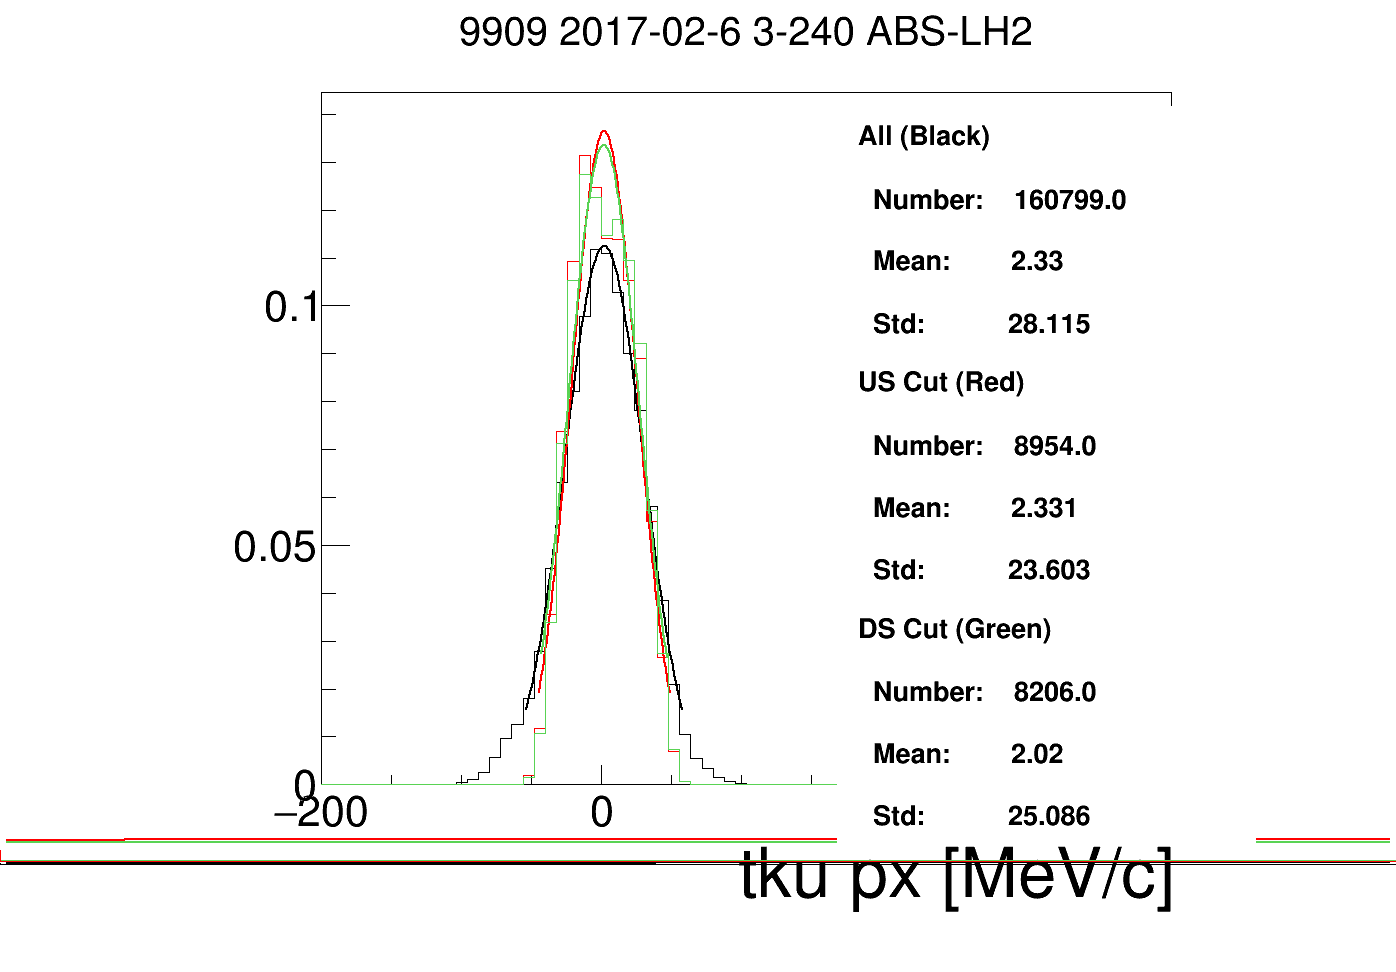 9909 2017-02-6 3-240 ABS-LH2
All (Black)
Number: 160799.0
Mean: 2.33
Std: 28.115
US Cut (Red)
Number: 8954.0
Mean: 2.331
Std: 23.603
DS Cut (Green)
Number: 8206.0
Mean: 2.02
Std: 25.086
0.1
0.05
0
−200 0
tku px [MeV/c]